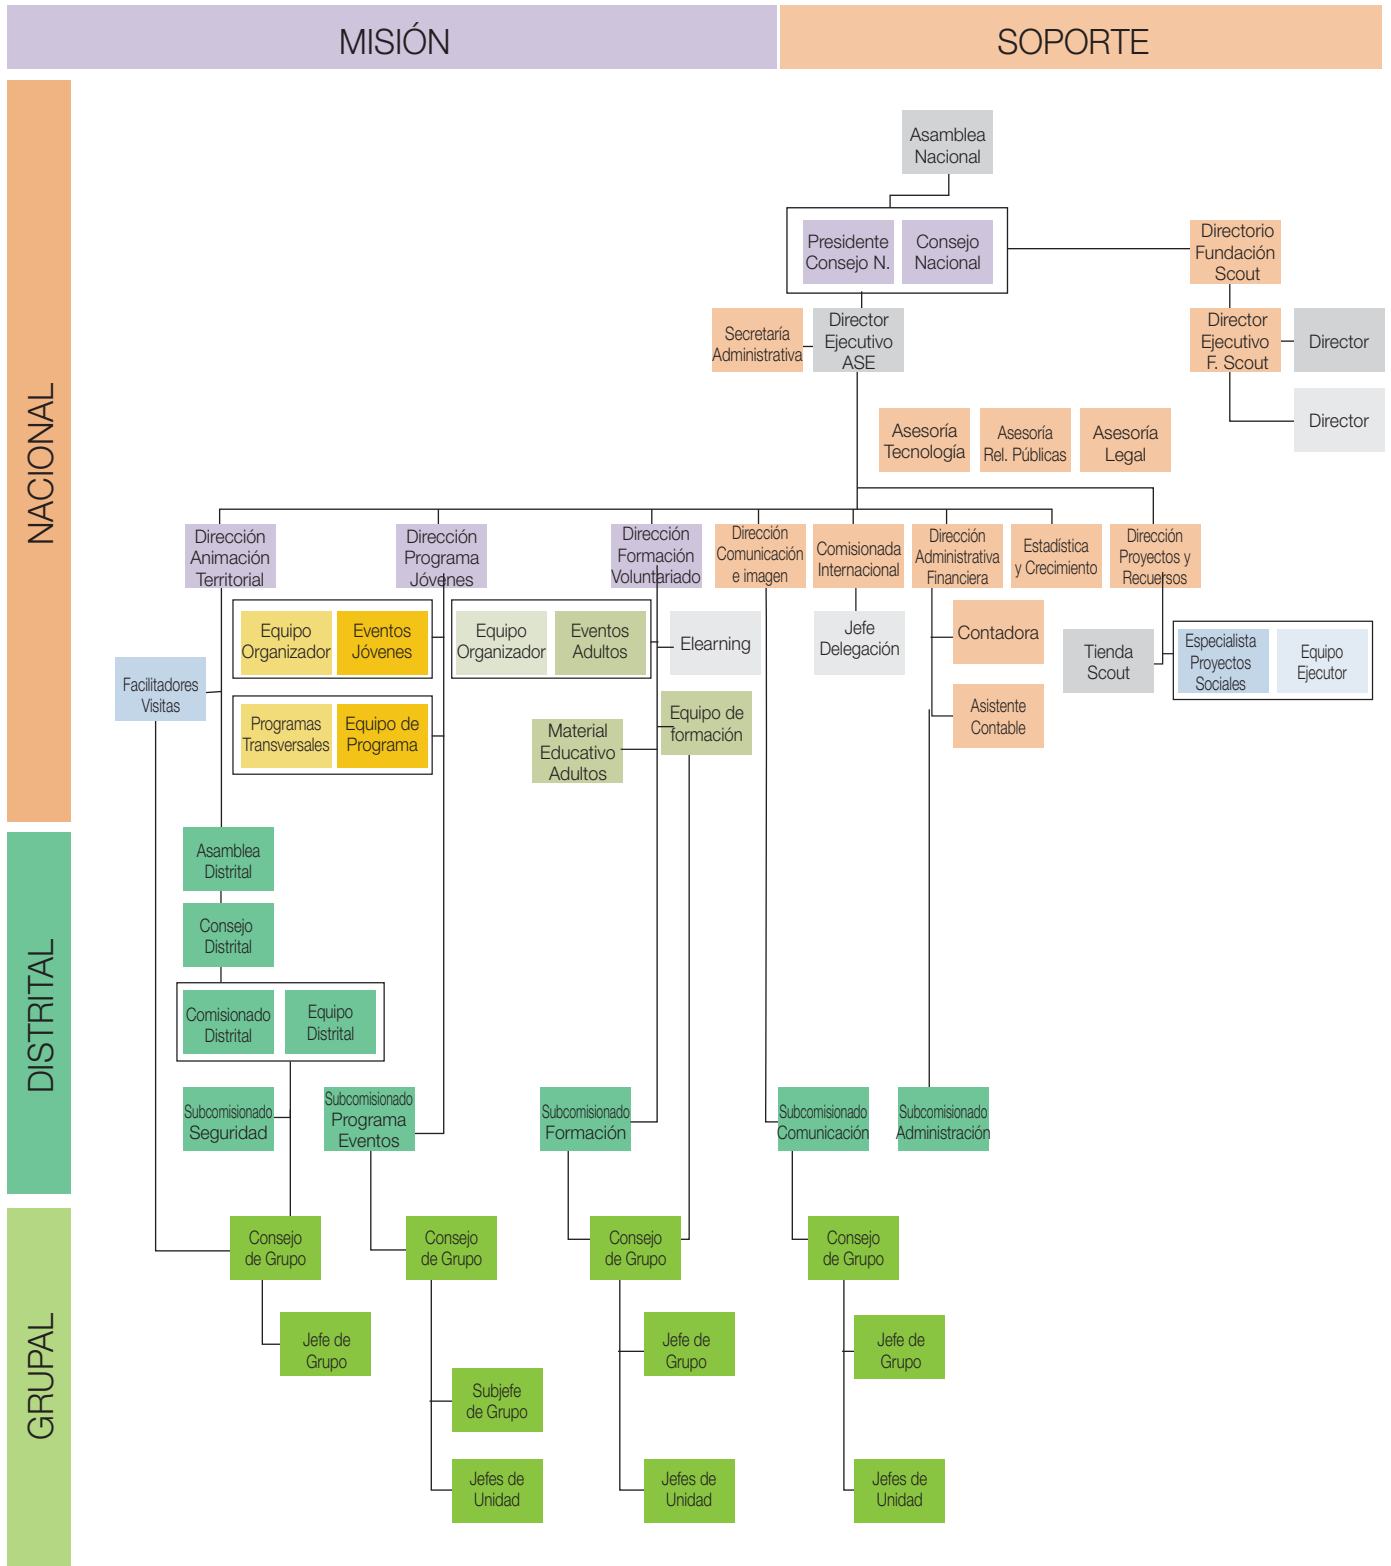 MISIÓN
SOPORTE
NACIONAL
Asamblea
Nacional
Presidente
Consejo N.
Consejo
Nacional
Directorio
Fundación
Scout
Secretaría
Administrativa
Director
Ejecutivo
ASE
Director
Ejecutivo
F. Scout
Director
Director
Asesoría
Tecnología
Asesoría
Rel. Públicas
Asesoría
Legal
Dirección
Animación
Territorial
Dirección
Programa
Jóvenes
Dirección
Formación
Voluntariado
Dirección
Comunicación
e imagen
Comisionada
Internacional
Dirección
Administrativa
Financiera
Estadística
y Crecimiento
Dirección
Proyectos y
Recuersos
Equipo
Organizador
Eventos
Jóvenes
Equipo
Organizador
Eventos
Adultos
Elearning
Jefe
Delegación
Contadora
Tienda
Scout
Especialista
Proyectos
Sociales
Equipo
Ejecutor
Facilitadores
Visitas
Programas
Transversales
Equipo de
Programa
Material
Educativo
Adultos
Equipo de
formación
Asistente
Contable
DISTRITAL
Asamblea
Distrital
Consejo
Distrital
Comisionado
Distrital
Equipo
Distrital
Subcomisionado
Seguridad
Subcomisionado
Programa
Eventos
Subcomisionado
Formación
Subcomisionado
Comunicación
Subcomisionado
Administración
GRUPAL
Consejo
de Grupo
Consejo
de Grupo
Consejo
de Grupo
Consejo
de Grupo
Jefe de
Grupo
Subjefe
de Grupo
Jefe de
Grupo
Jefe de
Grupo
Jefes de
Unidad
Jefes de
Unidad
Jefes de
Unidad